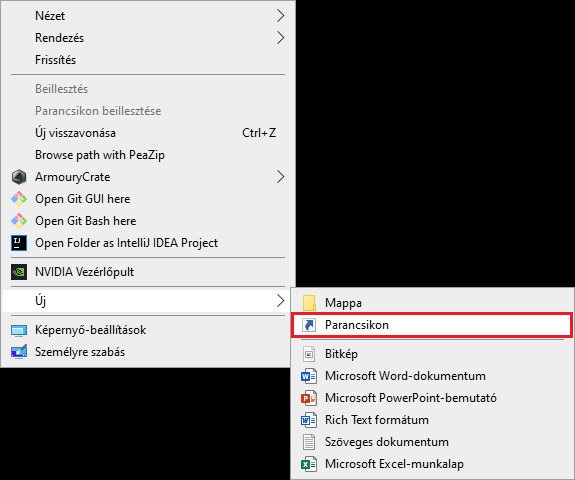 Nézet
Rendezés
Frissítés
Beillesztés
Parancsikon beillesztése
Új visszavonása Ctrl+Z
Browse path with PeaZip
ArmouryCrate
Open Git GUI here
Open Git Bash here
Open Folder as IntelliJ IDEA Project
NVIDIA Vezérlőpult
Új
Képernyő-beállítások
Személyre szabás
Mappa
Parancsikon
Bitkép
Microsoft Word-dokumentum
Microsoft PowerPoint-bemutató
Rich Text formátum
Szöveges dokumentum
Microsoft Excel-munkalap